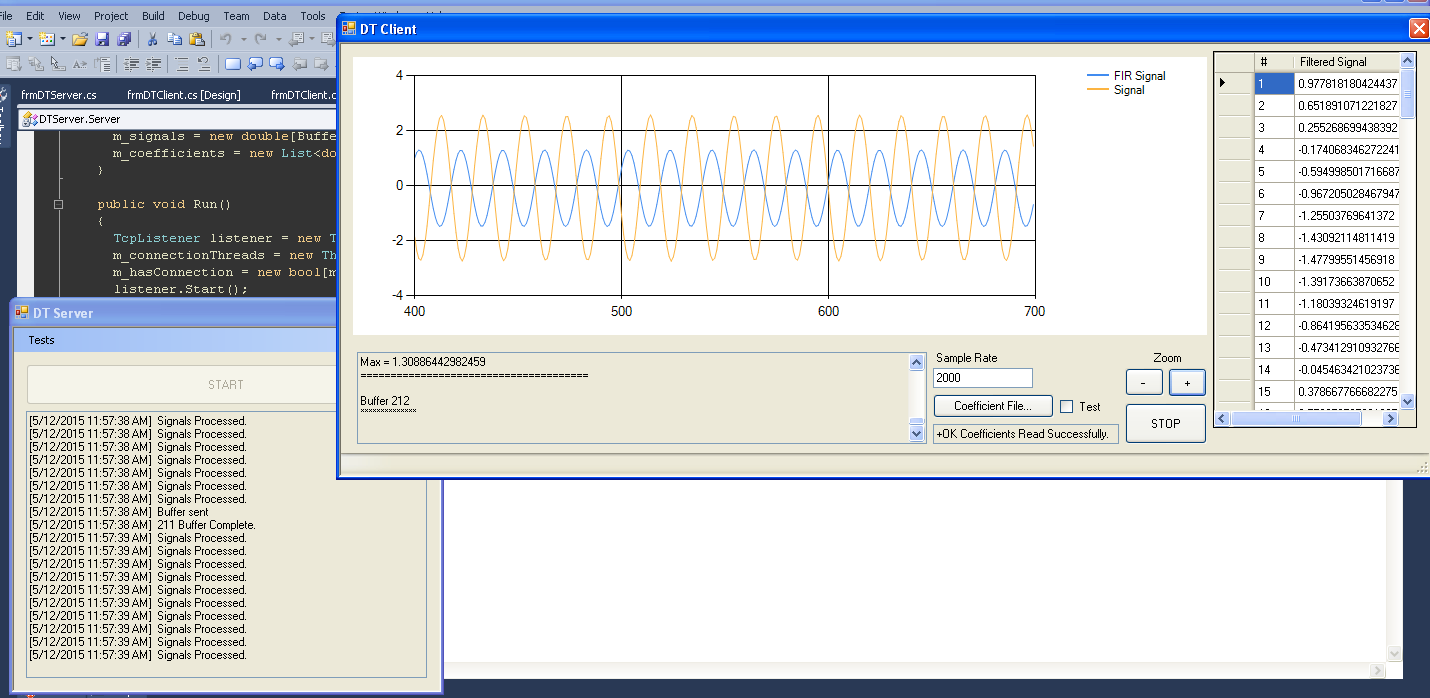 File Edit View Project Build Debug Team Data Tools
DT Client
frmDTServer.cs frmDTClient.cs [Design] frmDTClient.c
DTServer.Server
m_signals = new double[Buffe
m_coefficients = new List<do
}
public void Run()
{
TcpListener listener = new T
m_connectionThreads = new Th
m_hasConnection = new bool[m
listener.Start();
4
2
0
-2
-4
400 500 600 700
FIR Signal
Signal
# Filtered Signal
1 0.977818180424437
2 0.651891071221827
3 0.255268699438392
4 -0.174068346272241
5 -0.594998501716687
6 -0.967205028467947
7 -1.25503769641372
8 -1.43092114811419
9 -1.47799551456918
10 -1.39173663870652
11 -1.18039324619197
12 -0.864195633534628
13 -0.473412910932766
14 -0.045463421023736
15 0.378667766682275
Max = 1.30886442982459
======================================
Buffer 212
××××××××××××××
Sample Rate
2000
Coefficient File... Test
+OK Coefficients Read Successfully.
Zoom
- +
STOP
DT Server
Tests
START
[5/12/2015 11:57:38 AM] Signals Processed.
[5/12/2015 11:57:38 AM] Signals Processed.
[5/12/2015 11:57:38 AM] Signals Processed.
[5/12/2015 11:57:38 AM] Signals Processed.
[5/12/2015 11:57:38 AM] Signals Processed.
[5/12/2015 11:57:38 AM] Signals Processed.
[5/12/2015 11:57:38 AM] Signals Processed.
[5/12/2015 11:57:38 AM] Buffer sent
[5/12/2015 11:57:38 AM] 211 Buffer Complete.
[5/12/2015 11:57:39 AM] Signals Processed.
[5/12/2015 11:57:39 AM] Signals Processed.
[5/12/2015 11:57:39 AM] Signals Processed.
[5/12/2015 11:57:39 AM] Signals Processed.
[5/12/2015 11:57:39 AM] Signals Processed.
[5/12/2015 11:57:39 AM] Signals Processed.
[5/12/2015 11:57:39 AM] Signals Processed.
[5/12/2015 11:57:39 AM] Signals Processed.
[5/12/2015 11:57:39 AM] Signals Processed.
[5/12/2015 11:57:39 AM] Signals Processed.